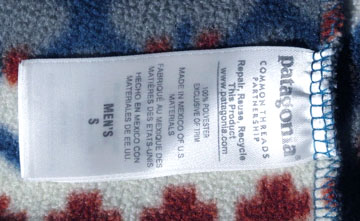 patagonia
COMMON THREADS
PARTNERSHIP
Repair, Reuse, Recycle
This Product
www.patagonia.com
100% POLYESTER
EXCLUSIVE OF TRIM
MADE IN MEXICO OF U.S.
MATERIALS
FABRIQUÉ AU MEXIQUE DES
MATIERES DES ETATS-UNIS
HECHO EN MEXICO CON
MATERIALES DE EE.UU.
MEN'S
S